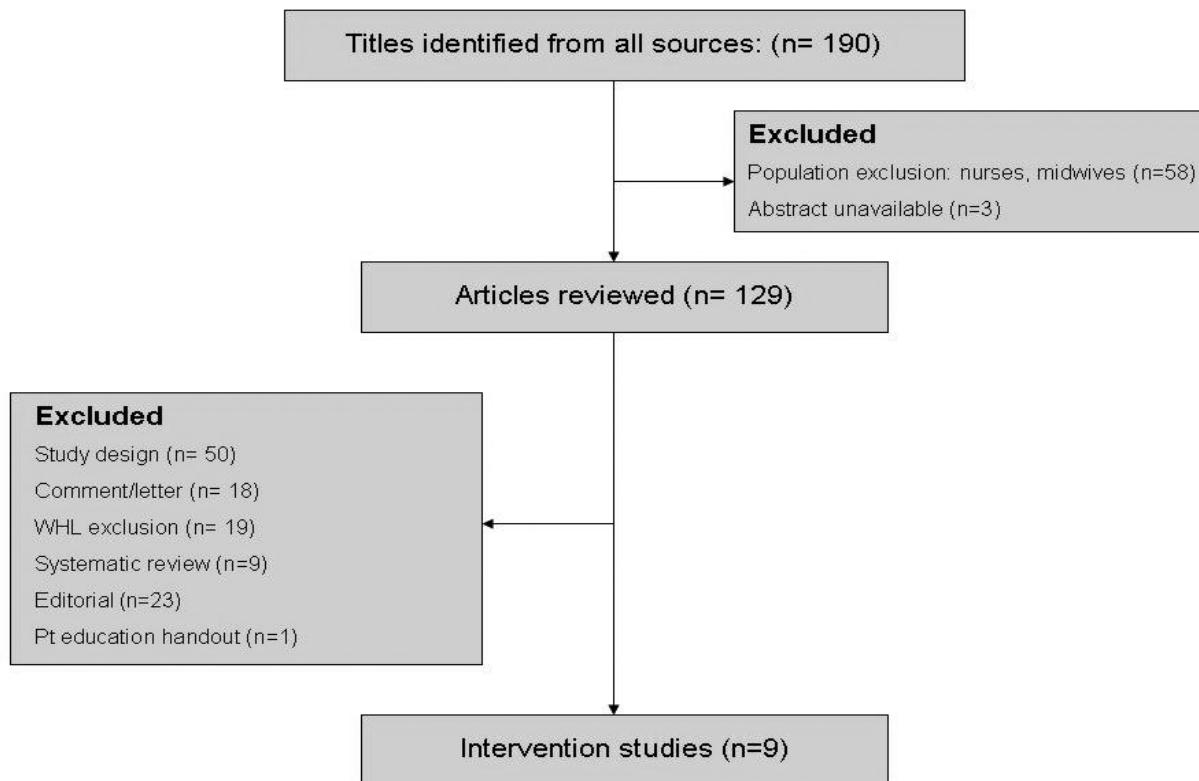 Titles identified from all sources: (n= 190)
Excluded
Population exclusion: nurses, midwives (n=58)
Abstract unavailable (n=3)
Articles reviewed (n= 129)
Excluded
Study design (n= 50)
Comment/letter (n= 18)
WHL exclusion (n= 19)
Systematic review (n=9)
Editorial (n=23)
Pt education handout (n=1)
Intervention studies (n=9)